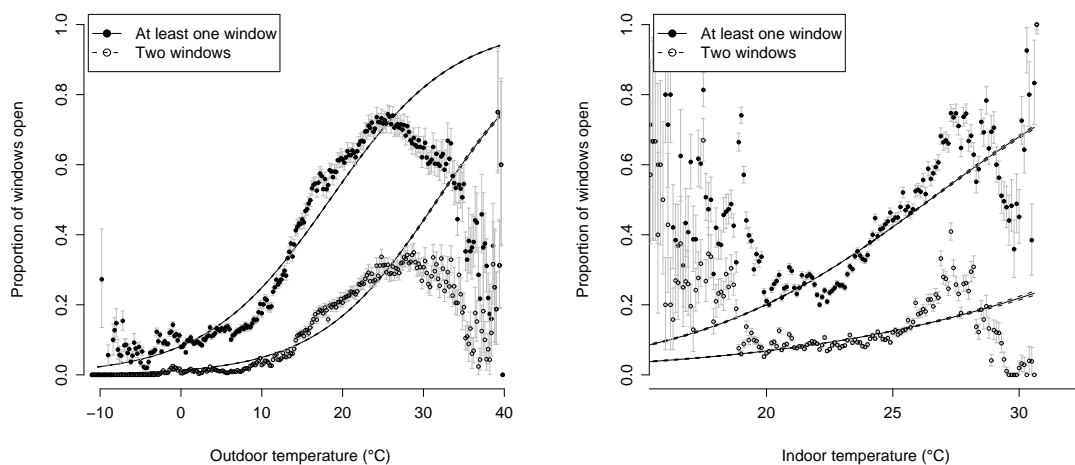 At least one window
Two windows
Proportion of windows open
0.0 0.2 0.4 0.6 0.8 1.0
−10 0 10 20 30 40
Outdoor temperature (°C)
At least one window
Two windows
Proportion of windows open
0.0 0.2 0.4 0.6 0.8 1.0
20 25 30
Indoor temperature (°C)